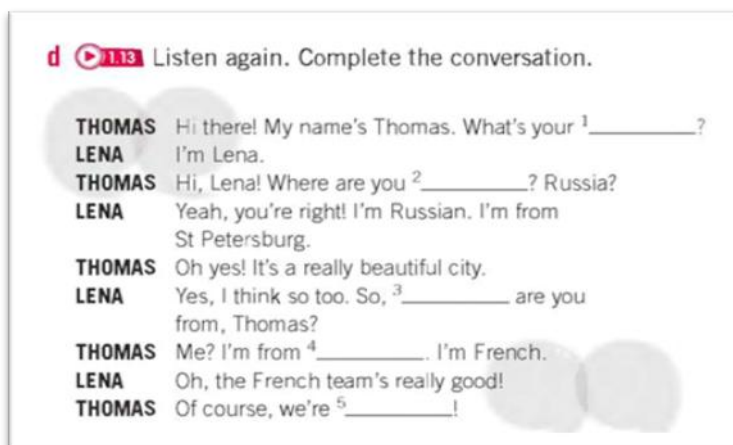 d 1.13 Listen again. Complete the conversation.
THOMAS Hi there! My name's Thomas. What's your 1__________?
LENA I'm Lena.
THOMAS Hi, Lena! Where are you 2__________? Russia?
LENA Yeah, you're right! I'm Russian. I'm from
St Petersburg.
THOMAS Oh yes! It's a really beautiful city.
LENA Yes, I think so too. So, 3__________ are you
from, Thomas?
THOMAS Me? I'm from 4__________. I'm French.
LENA Oh, the French team's really good!
THOMAS Of course, we're 5__________!